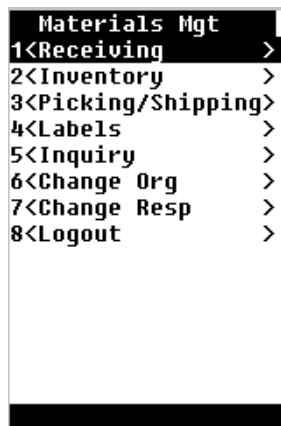 Materials Mgt
1<Receiving >
2<Inventory >
3<Picking/Shipping>
4<Labels >
5<Inquiry >
6<Change Org >
7<Change Resp >
8<Logout >